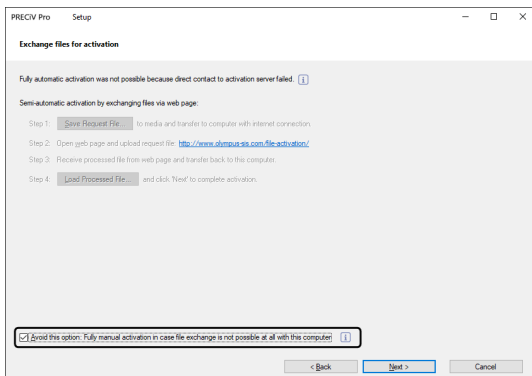 PRECiV Pro Setup
Exchange files for activation
Fully automatic activation was not possible because direct contact to activation server failed. i
Semi-automatic activation by exchanging files via web page:
Step 1: Save Request File... to media and transfer to computer with internet connection.
Step 2: Open web page and upload request file: http://www.olympus-sis.com/file-activation/
Step 3: Receive processed file from web page and transfer back to this computer.
Step 4: Load Processed File... and click 'Next' to complete activation.
Avoid this option: Fully manual activation in case file exchange is not possible at all with this computer i
< Back Next > Cancel